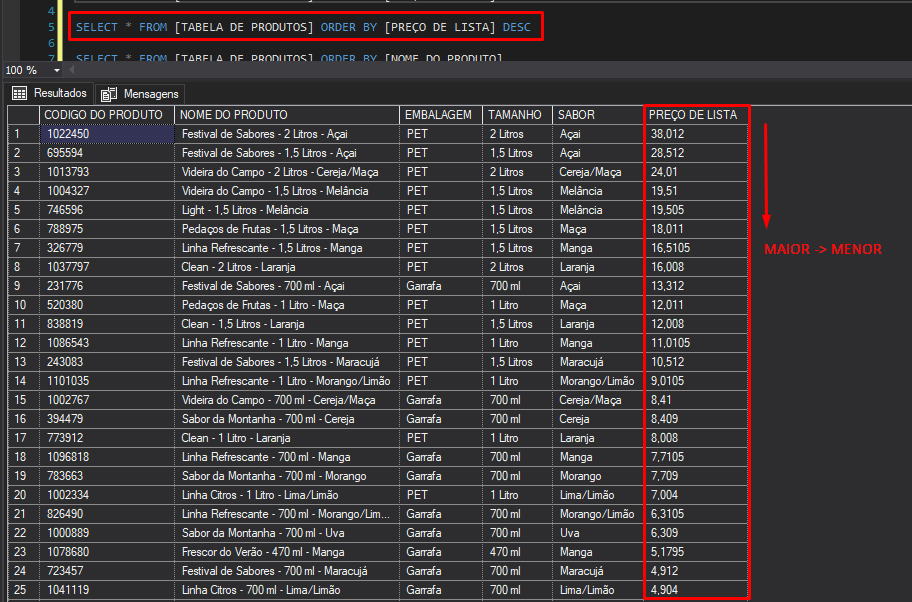 4
5 SELECT * FROM [TABELA DE PRODUTOS] ORDER BY [PREÇO DE LISTA] DESC
6
7 SELECT * FROM [TABELA DE PRODUTOS] ORDER BY [NOME DO PRODUTO]
100 %
Resultados Mensagens
CODIGO DO PRODUTO NOME DO PRODUTO EMBALAGEM TAMANHO SABOR PREÇO DE LISTA
1 1022450 Festival de Sabores - 2 Litros - Açai PET 2 Litros Açai 38,012
2 695594 Festival de Sabores - 1,5 Litros - Açai PET 1,5 Litros Açai 28,512
3 1013793 Videira do Campo - 2 Litros - Cereja/Maça PET 2 Litros Cereja/Maça 24,01
4 1004327 Videira do Campo - 1,5 Litros - Melância PET 1,5 Litros Melância 19,51
5 746596 Light - 1,5 Litros - Melância PET 1,5 Litros Melância 19,505
6 788975 Pedaços de Frutas - 1,5 Litros - Maça PET 1,5 Litros Maça 18,011
7 326779 Linha Refrescante - 1,5 Litros - Manga PET 1,5 Litros Manga 16,5105
8 1037797 Clean - 2 Litros - Laranja PET 2 Litros Laranja 16,008
9 231776 Festival de Sabores - 700 ml - Açai Garrafa 700 ml Açai 13,312
10 520380 Pedaços de Frutas - 1 Litro - Maça PET 1 Litro Maça 12,011
11 838819 Clean - 1,5 Litros - Laranja PET 1,5 Litros Laranja 12,008
12 1086543 Linha Refrescante - 1 Litro - Manga PET 1 Litro Manga 11,0105
13 243083 Festival de Sabores - 1,5 Litros - Maracujá PET 1,5 Litros Maracujá 10,512
14 1101035 Linha Refrescante - 1 Litro - Morango/Limão PET 1 Litro Morango/Limão 9,0105
15 1002767 Videira do Campo - 700 ml - Cereja/Maça Garrafa 700 ml Cereja/Maça 8,41
16 394479 Sabor da Montanha - 700 ml - Cereja Garrafa 700 ml Cereja 8,409
17 773912 Clean - 1 Litro - Laranja PET 1 Litro Laranja 8,008
18 1096818 Linha Refrescante - 700 ml - Manga Garrafa 700 ml Manga 7,7105
19 783663 Sabor da Montanha - 700 ml - Morango Garrafa 700 ml Morango 7,709
20 1002334 Linha Citros - 1 Litro - Lima/Limão PET 1 Litro Lima/Limão 7,004
21 826490 Linha Refrescante - 700 ml - Morango/Lim... Garrafa 700 ml Morango/Limão 6,3105
22 1000889 Sabor da Montanha - 700 ml - Uva Garrafa 700 ml Uva 6,309
23 1078680 Frescor do Verão - 470 ml - Manga Garrafa 470 ml Manga 5,1795
24 723457 Festival de Sabores - 700 ml - Maracujá Garrafa 700 ml Maracujá 4,912
25 1041119 Linha Citros - 700 ml - Lima/Limão Garrafa 700 ml Lima/Limão 4,904
MAIOR -> MENOR